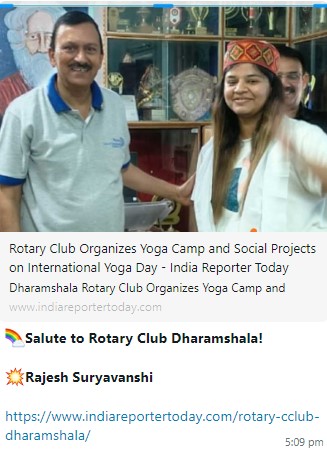 Rotary Club Organizes Yoga Camp and Social Projects
on International Yoga Day - India Reporter Today
Dharamshala Rotary Club Organizes Yoga Camp and
www.indiareportertoday.com
🌈Salute to Rotary Club Dharamshala!
💥Rajesh Suryavanshi
https://www.indiareportertoday.com/rotary-cclub-
dharamshala/
5:09 pm